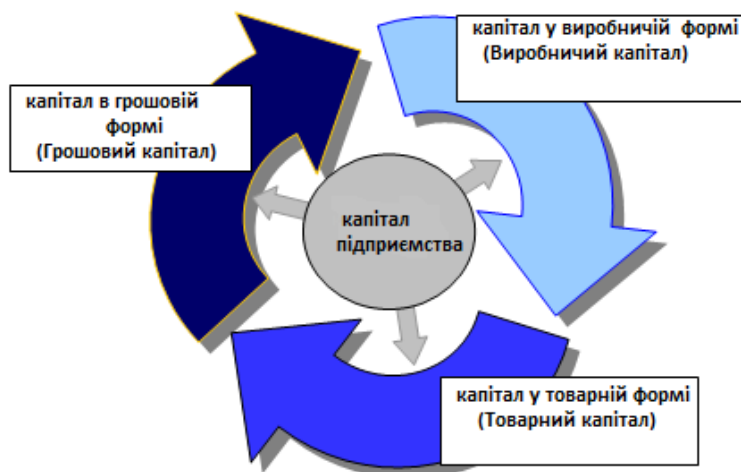 капітал у виробничій формі
(Виробничий капітал)
капітал в грошовій
формі
(Грошовий капітал)
капітал
підприємства
капітал у товарній формі
(Товарний капітал)